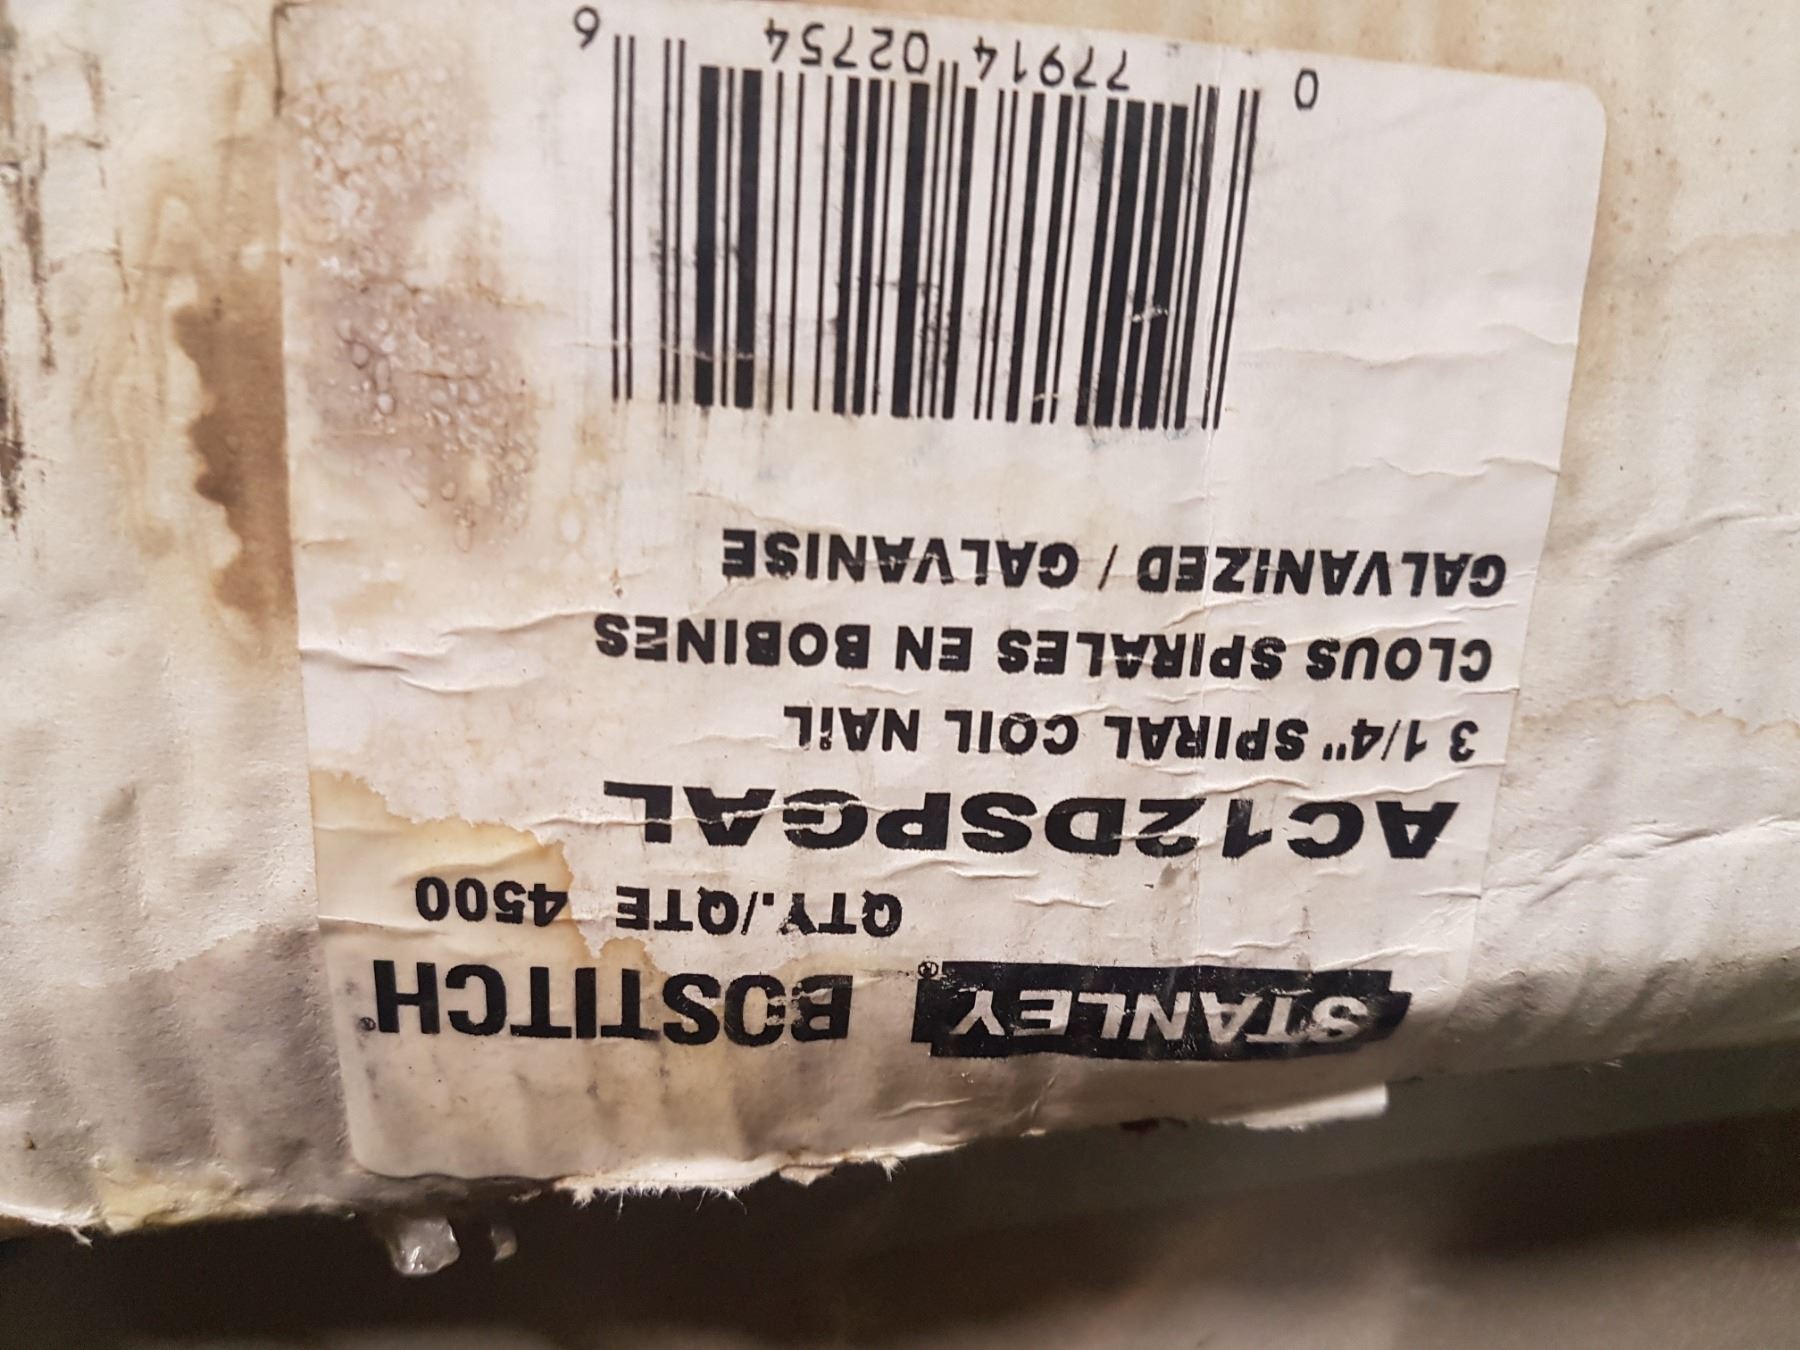 STANLEY® BOSTITCH®
QTY./QTE 4500
AC12DSPGAL
3 1/4" SPIRAL COIL NAIL
CLOUS SPIRALES EN BOBINES
GALVANIZED / GALVANISE
0 77914 02754 6